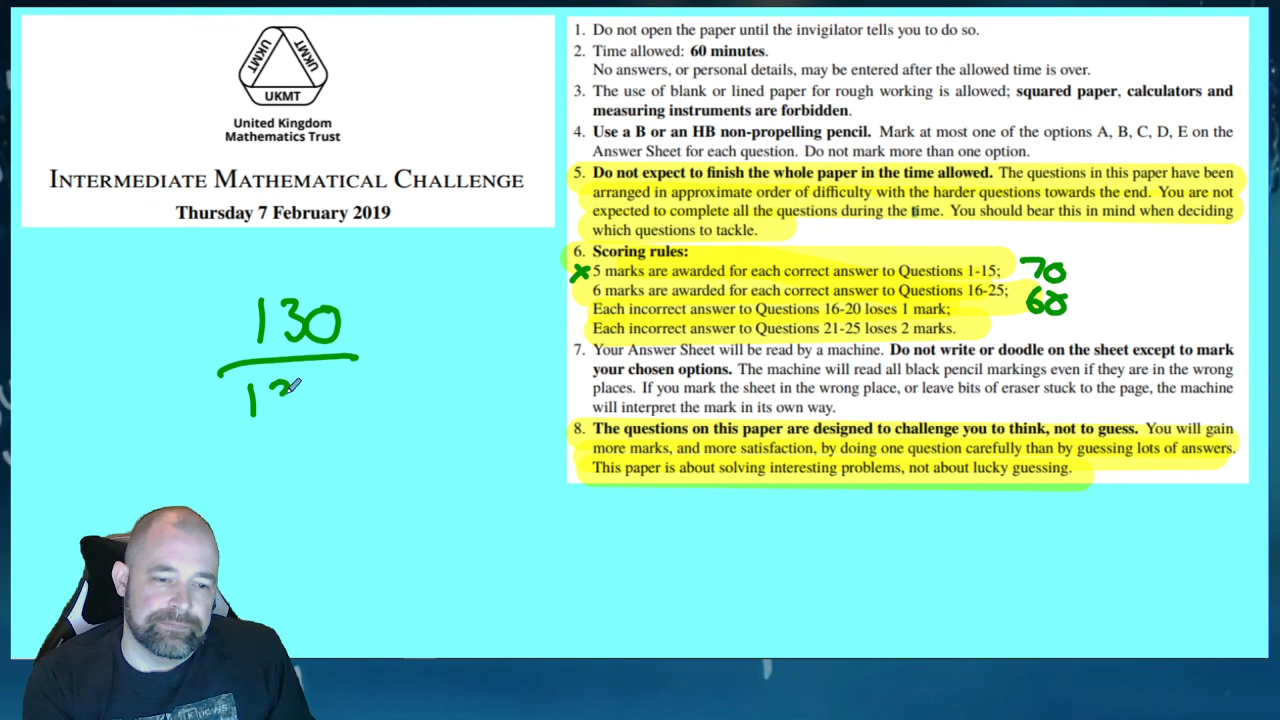 UKMT
UKMT
UKMT
United Kingdom
Mathematics Trust
INTERMEDIATE MATHEMATICAL CHALLENGE
Thursday 7 February 2019
130
13
1. Do not open the paper until the invigilator tells you to do so.
2. Time allowed: 60 minutes.
No answers, or personal details, may be entered after the allowed time is over.
3. The use of blank or lined paper for rough working is allowed; squared paper, calculators and
measuring instruments are forbidden.
4. Use a B or an HB non-propelling pencil. Mark at most one of the options A, B, C, D, E on the
Answer Sheet for each question. Do not mark more than one option.
5. Do not expect to finish the whole paper in the time allowed. The questions in this paper have been
arranged in approximate order of difficulty with the harder questions towards the end. You are not
expected to complete all the questions during the time. You should bear this in mind when deciding
which questions to tackle.
6. Scoring rules:
x 5 marks are awarded for each correct answer to Questions 1-15; 70
6 marks are awarded for each correct answer to Questions 16-25; 60
Each incorrect answer to Questions 16-20 loses 1 mark;
Each incorrect answer to Questions 21-25 loses 2 marks.
7. Your Answer Sheet will be read by a machine. Do not write or doodle on the sheet except to mark
your chosen options. The machine will read all black pencil markings even if they are in the wrong
places. If you mark the sheet in the wrong place, or leave bits of eraser stuck to the page, the machine
will interpret the mark in its own way.
8. The questions on this paper are designed to challenge you to think, not to guess. You will gain
more marks, and more satisfaction, by doing one question carefully than by guessing lots of answers.
This paper is about solving interesting problems, not about lucky guessing.